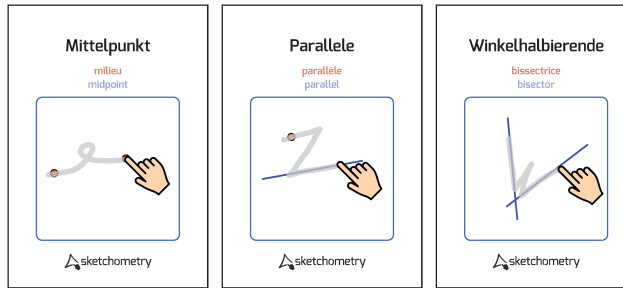 Mittelpunkt
milieu
midpoint
sketchometry
Parallele
parallèle
parallel
sketchometry
Winkelhalbierende
bissectrice
bisector
sketchometry